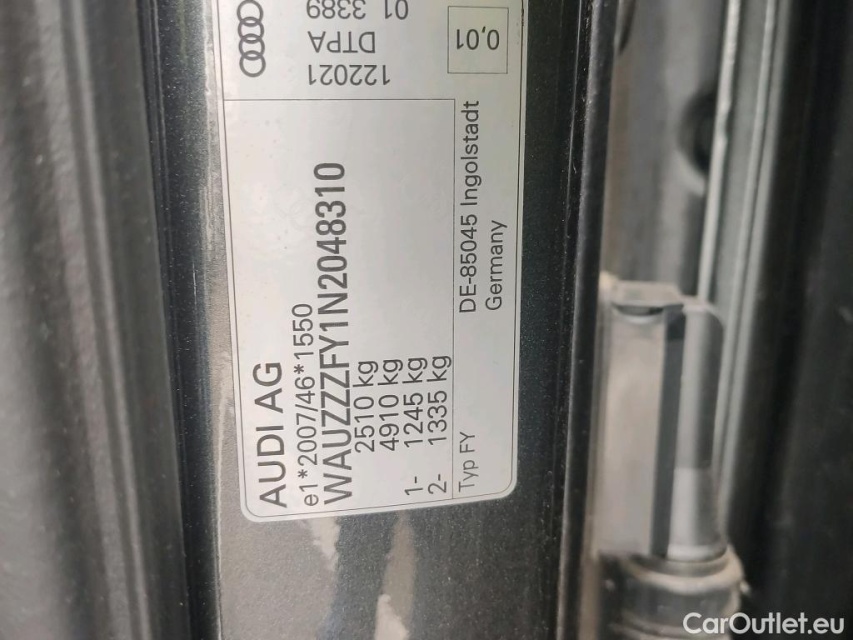 AUDI AG
e1*2007/46*1550
WAUZZZFY1N2048310
2510 kg
4910 kg
1- 1245 kg
2- 1335 kg
Typ FY
DE-85045 Ingolstadt
Germany
01 3389
DTPA
122021
0,01
CarOutlet.eu